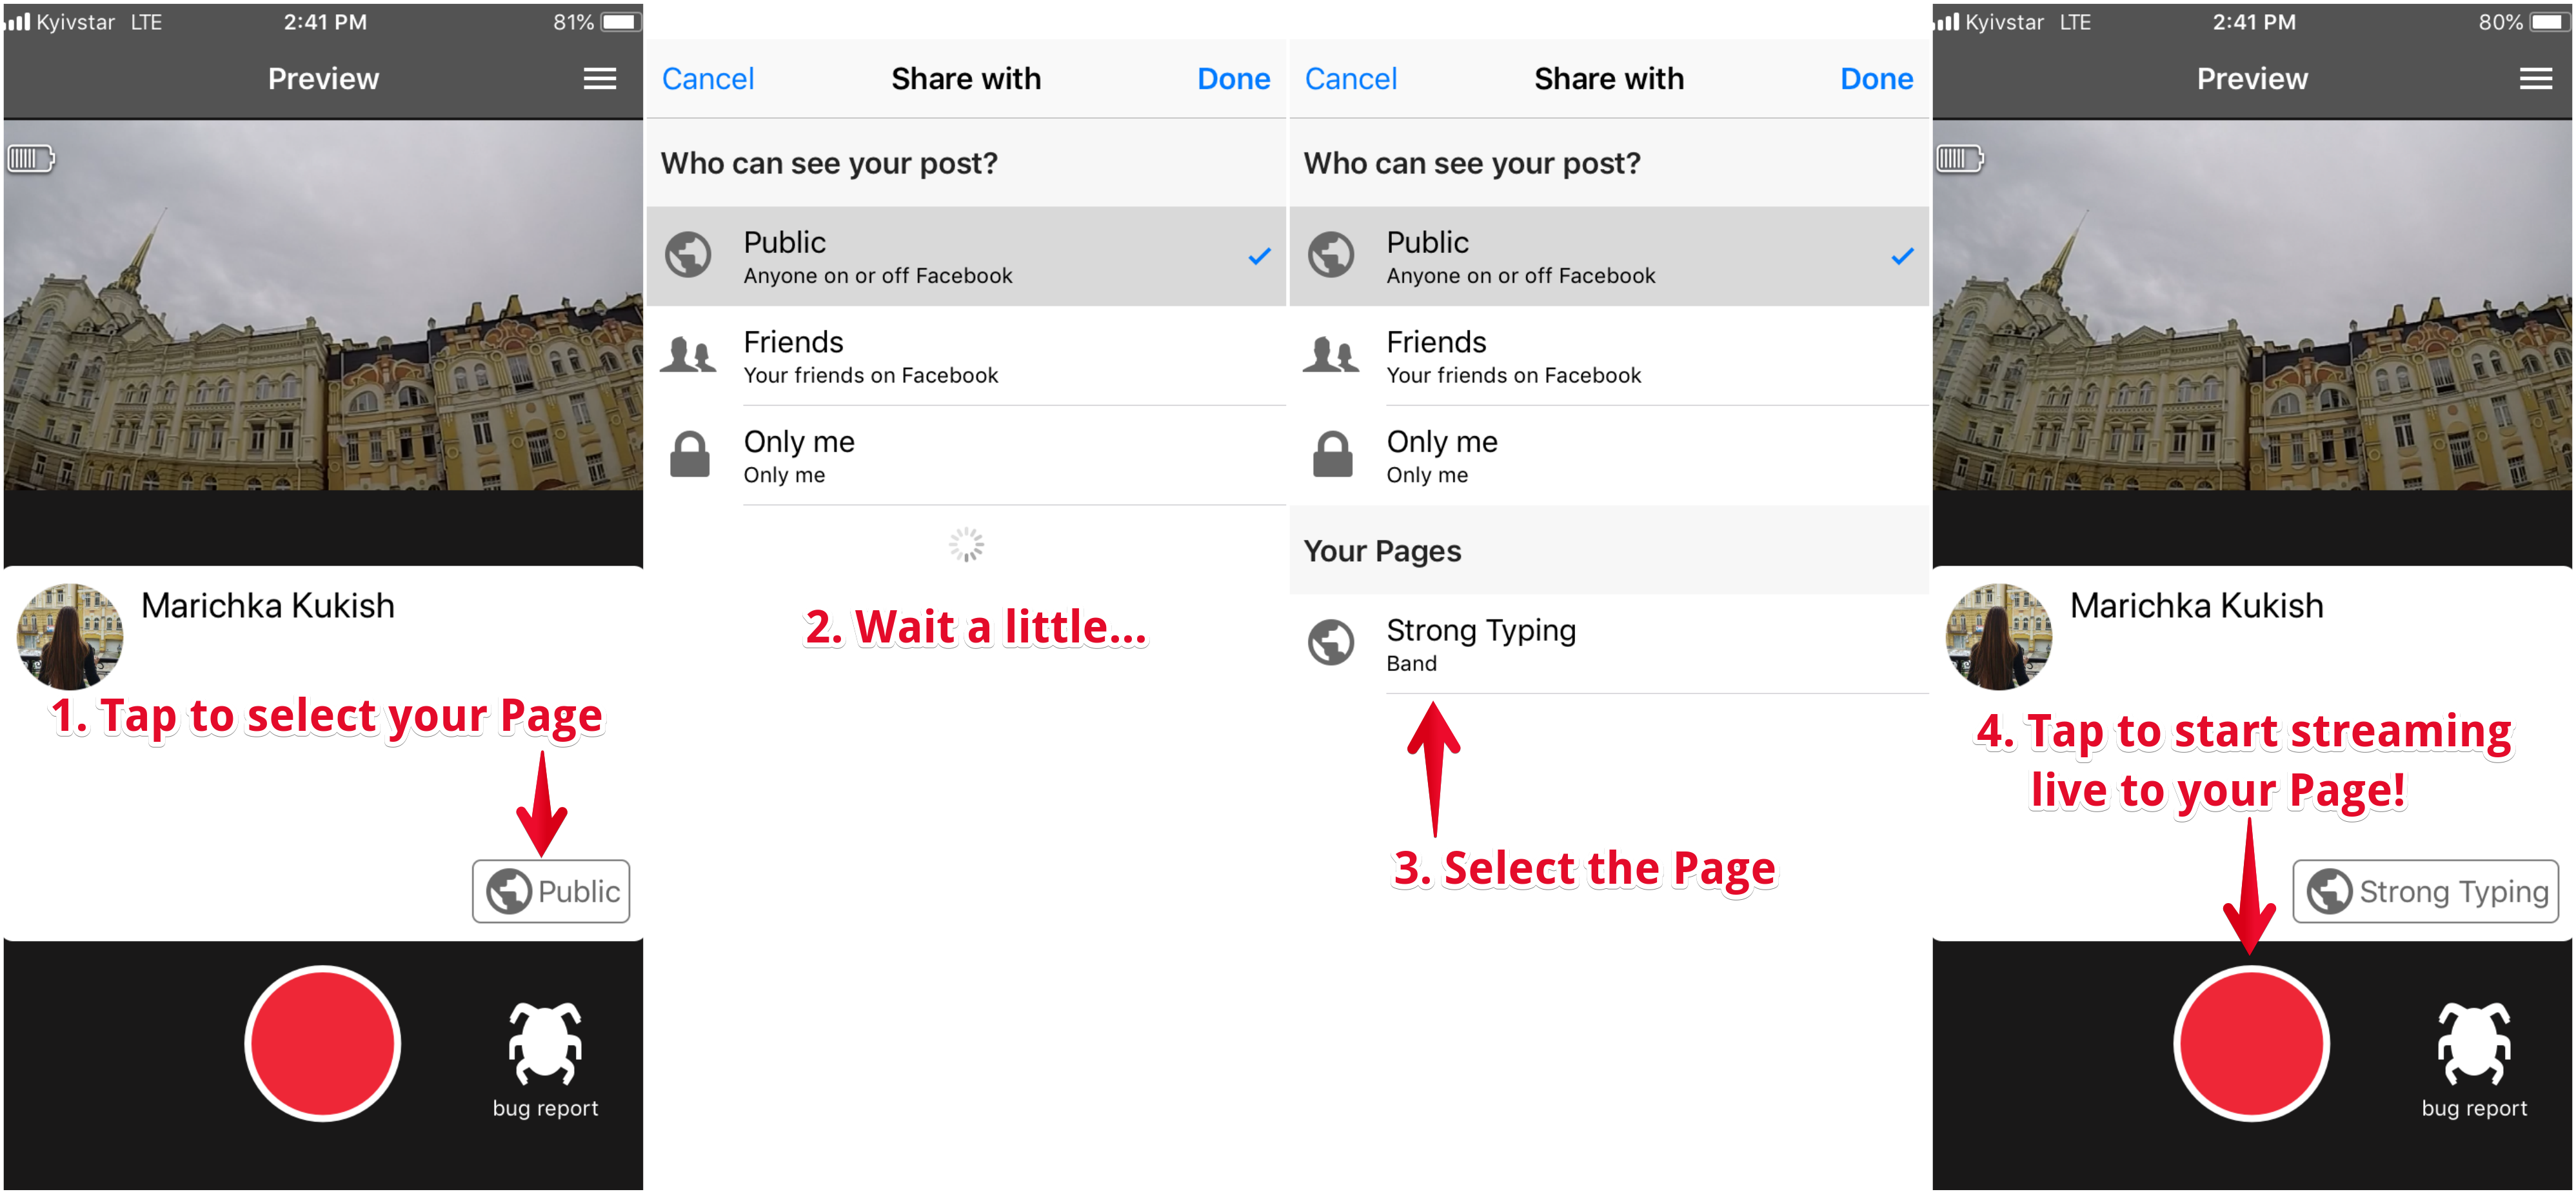 Kyivstar LTE 2:41 PM 81%
Preview
Marichka Kukish
1. Tap to select your Page
Public
bug report
Cancel Share with Done
Who can see your post?
Public
Anyone on or off Facebook
Friends
Your friends on Facebook
Only me
Only me
2. Wait a little...
Cancel Share with Done
Who can see your post?
Public
Anyone on or off Facebook
Friends
Your friends on Facebook
Only me
Only me
Your Pages
Strong Typing
Band
3. Select the Page
Kyivstar LTE 2:41 PM 80%
Preview
Marichka Kukish
4. Tap to start streaming
live to your Page!
Strong Typing
bug report